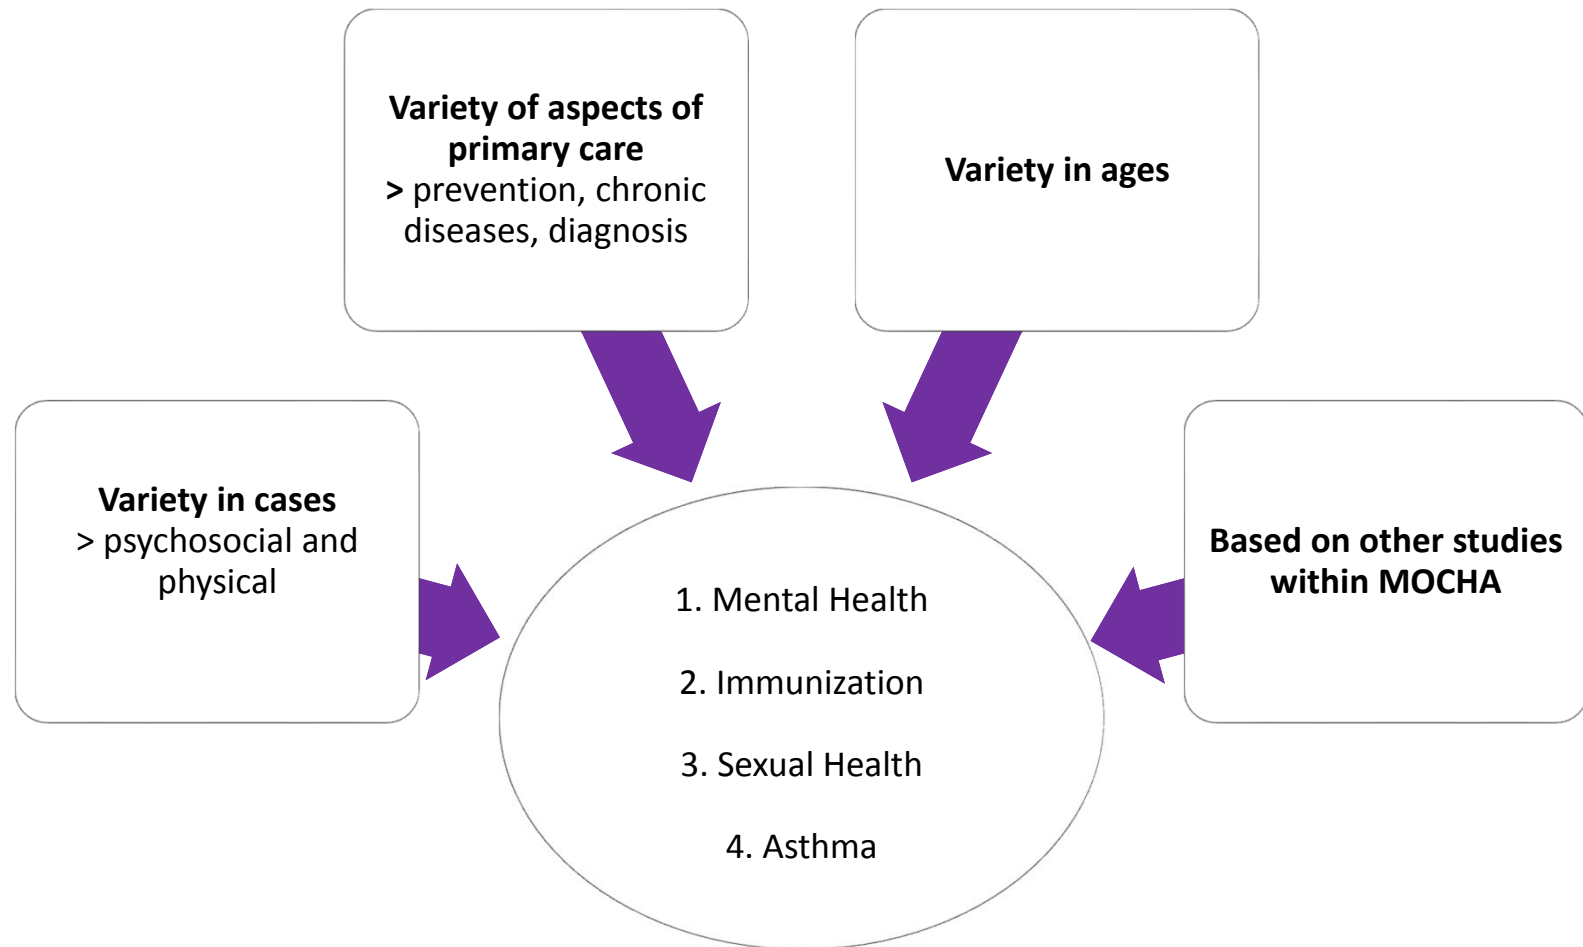 Variety of aspects of
primary care
> prevention, chronic
diseases, diagnosis
Variety in ages
Variety in cases
> psychosocial and
physical
Based on other studies
within MOCHA
1. Mental Health
2. Immunization
3. Sexual Health
4. Asthma